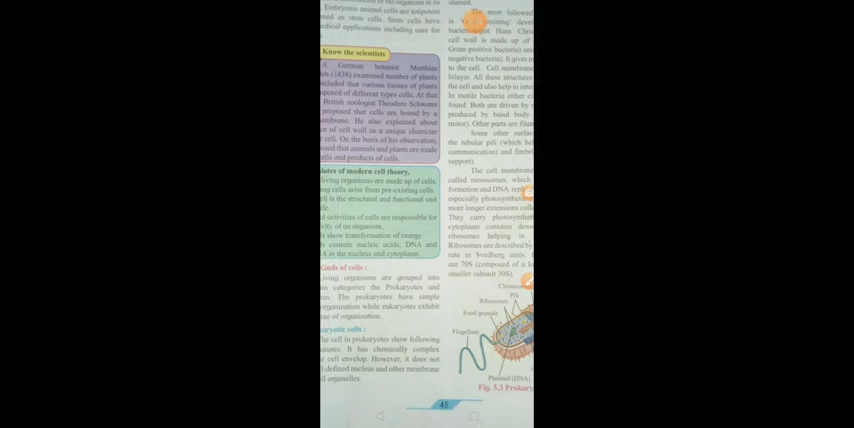 of the organism in its
Embryonic animal cells are totipotent
med as stem cells. Stem cells have
edical applications including cure for
Know the scientists
A German botanist Matthias
(1838) examined number of plants
ncluded that various tissues of plants
mposed of different types cells. At that
British zoologist Theodore Schwann
proposed that cells are bound by a
embrane. He also explained about
of cell wall as a unique character
cell. On the basis of his observation,
osed that animals and plants are made
ells and products of cells.
lates of modern cell theory,
living organisms are made up of cells.
ng cells arise from pre-existing cells.
ell is the structural and functional unit
fe.
al activities of cells are responsible for
vity of an organism.
show transformation of energy.
ls contain nucleic acids; DNA and
A in the nucleus and cytoplasm.
Kinds of cells :
iving organisms are grouped into
in categories the Prokaryotes and
tes. The prokaryotes have simple
organization while eukaryotes exhibit
ree of organization.
aryotic cells :
he cell in prokaryotes show following
It has chemically complex
cell envelop. However, it does not
l-defined nucleus and other membrane
ll organelles.
stained.
The most followed
is
bacteriologist Hans Chris
cell wall is made up of
Gram positive bacteria) and
negative bacteria). It gives
to the cell. Cell membrane
bilayer. All these structures
the cell and also help in inter
In motile bacteria either
found. Both are driven by
produced by basal body
motor). Other parts are filam
Some other surfac
the tubular pili (which hel
communication) and fimbri
support).
The cell membrane
called mesosomes, which
formation and DNA repli
especially photosynthetic
more longer extensions calle
They carry photosyntheti
cytoplasm contains dense
ribosomes helping in
Ribosomes are described by
rate in Svedberg units.
are 70S (composed of a
smaller subunit 30S)
Chromo
Pili
Ribosomes
Food granule
Flagellum
Plasmid (DNA)
Fig. 5.3 Prokary
45